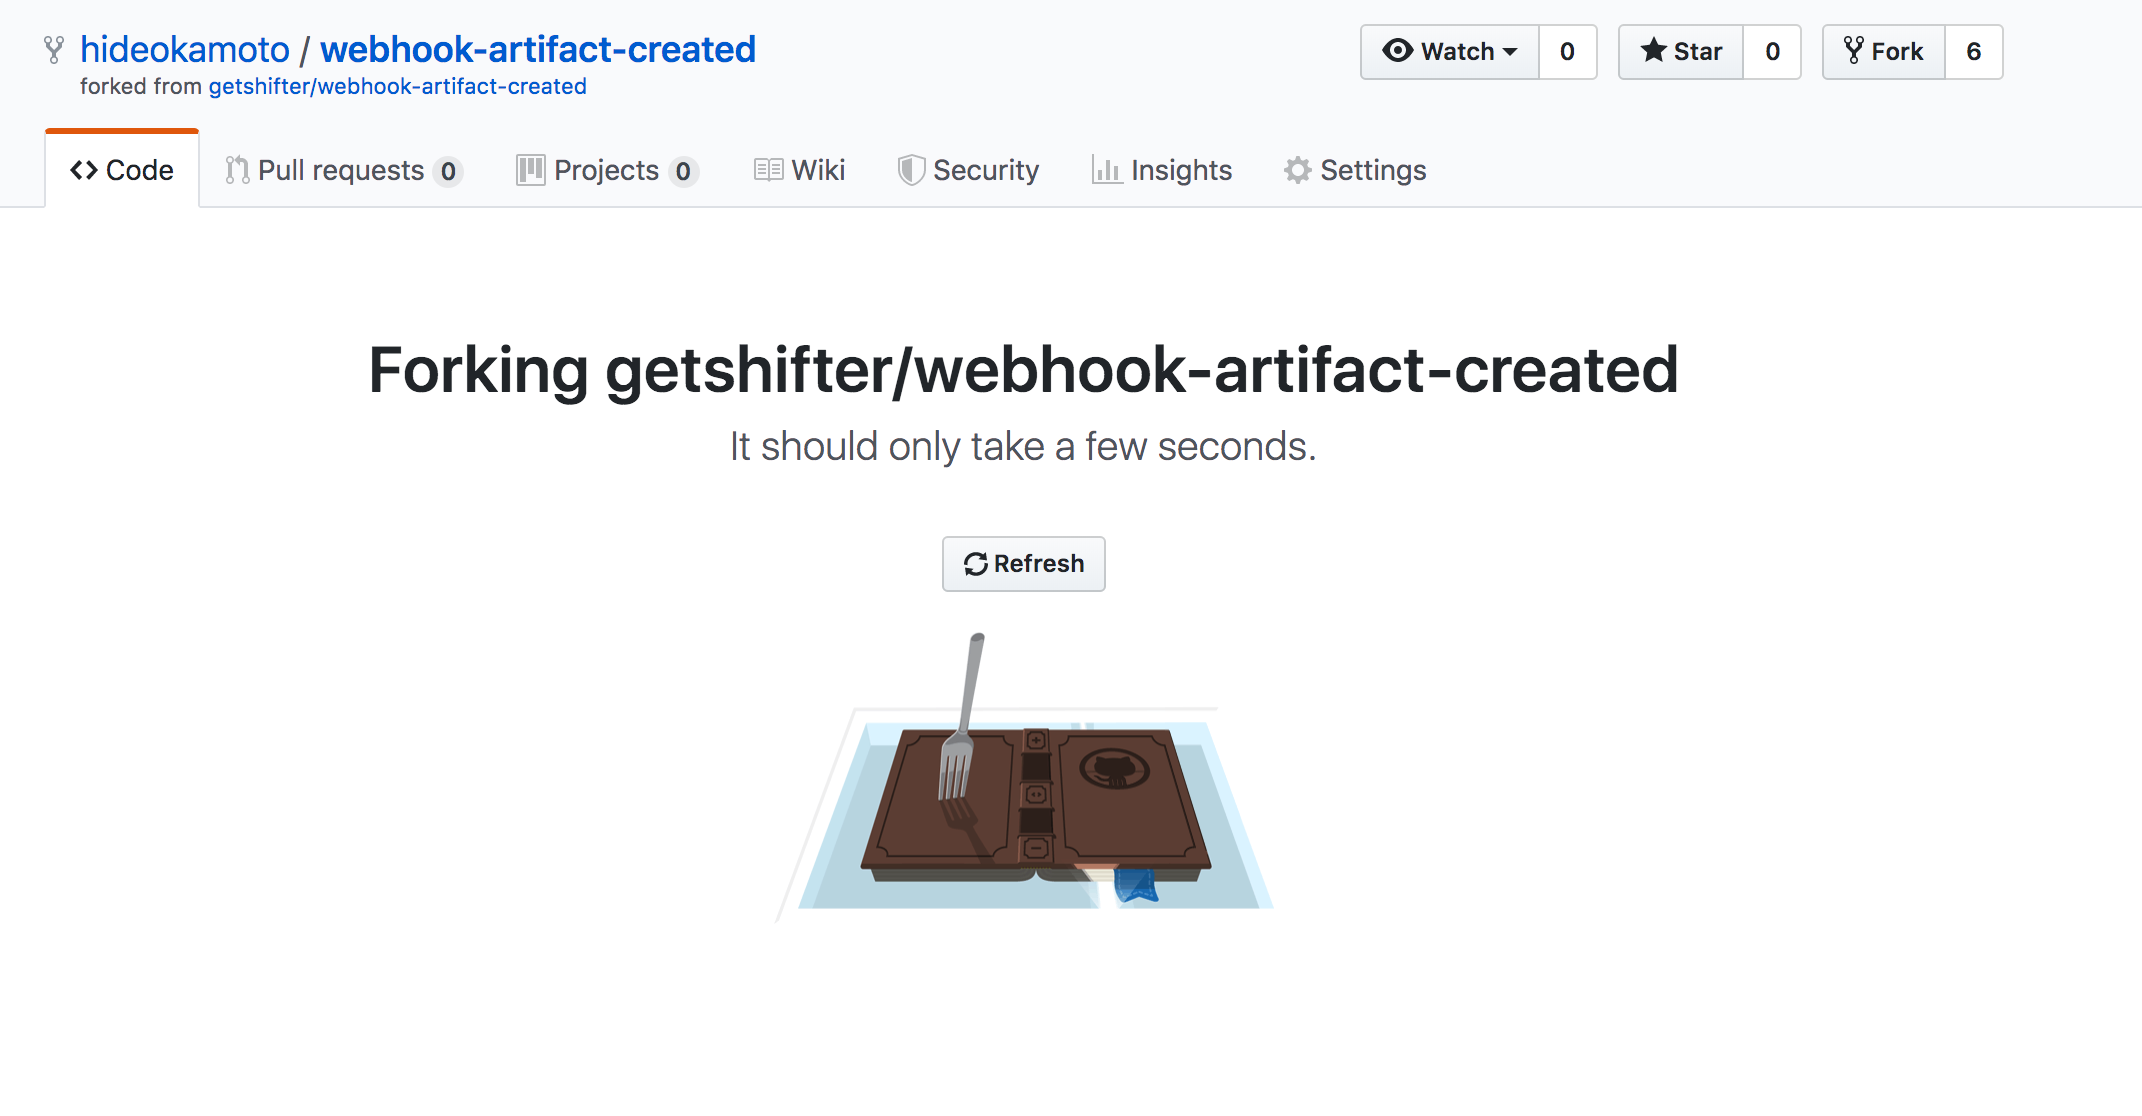 hideokamoto / webhook-artifact-created
forked from getshifter/webhook-artifact-created
Watch 0 Star 0 Fork 6
Code Pull requests 0 Projects 0 Wiki Security Insights Settings
Forking getshifter/webhook-artifact-created
It should only take a few seconds.
Refresh